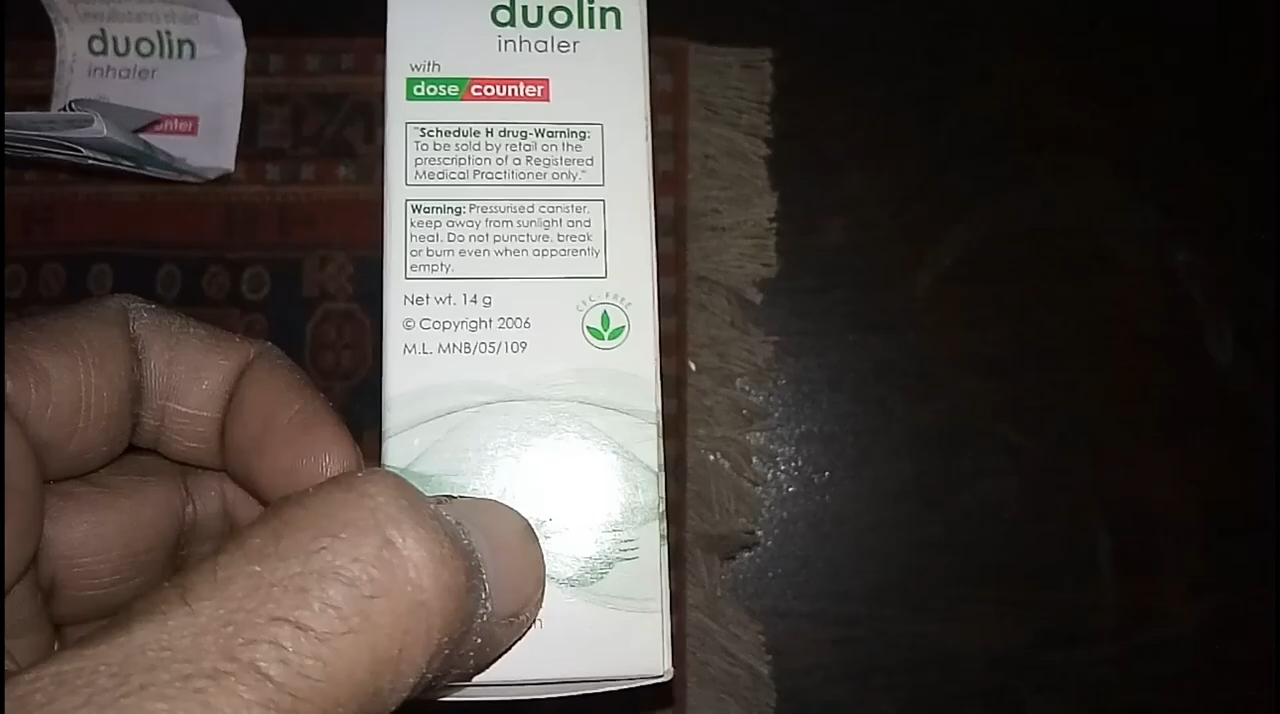 duolin
inhaler
nter
duolin
inhaler
with
dose counter
"Schedule H drug-Warning:
To be sold by retail on the
prescription of a Registered
Medical Practitioner only."
Warning: Pressurised canister,
keep away from sunlight and
heat. Do not puncture, break
or burn even when apparently
empty.
Net wt. 14 g
© Copyright 2006
M.L. MNB/05/109
CFC-FREE